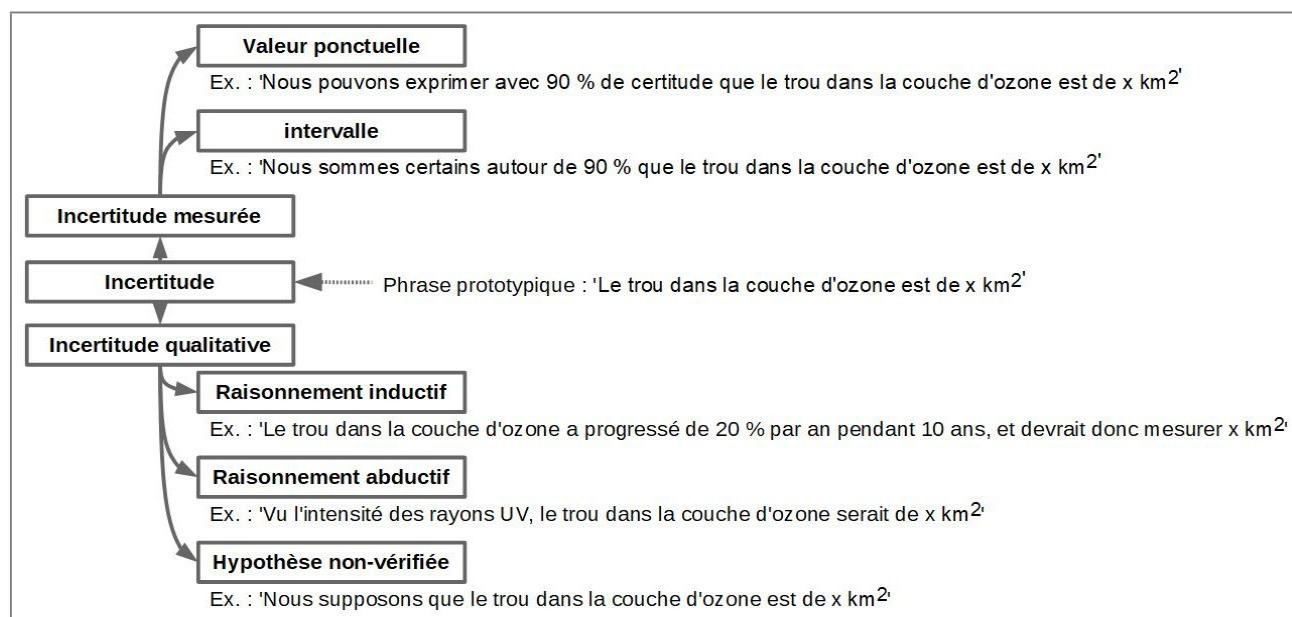 Valeur ponctuelle
Ex. : 'Nous pouvons exprimer avec 90 % de certitude que le trou dans la couche d'ozone est de x km²'
intervalle
Ex. : 'Nous sommes certains autour de 90 % que le trou dans la couche d'ozone est de x km²'
Incertitude mesurée
Incertitude
Phrase prototypique : 'Le trou dans la couche d'ozone est de x km²'
Incertitude qualitative
Raisonnement inductif
Ex. : 'Le trou dans la couche d'ozone a progressé de 20 % par an pendant 10 ans, et devrait donc mesurer x km²'
Raisonnement abductif
Ex. : 'Vu l'intensité des rayons UV, le trou dans la couche d'ozone serait de x km²'
Hypothèse non-vérifiée
Ex. : 'Nous supposons que le trou dans la couche d'ozone est de x km²'